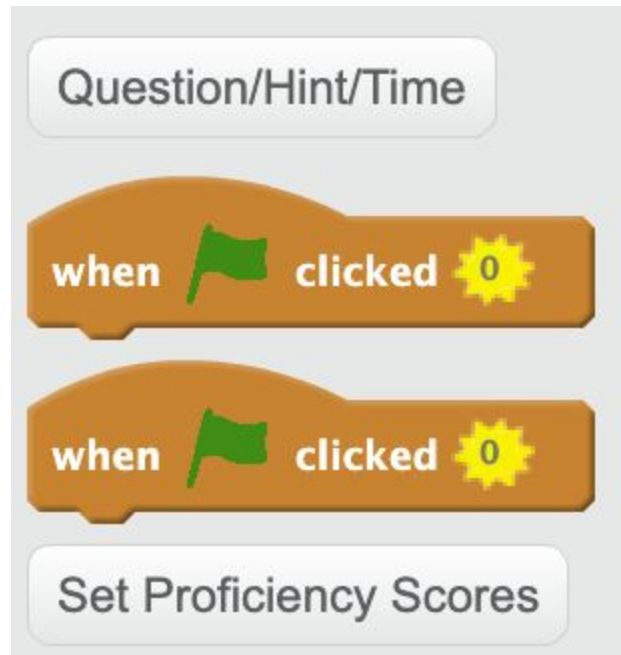 Question/Hint/Time
when clicked 0
when clicked 0
Set Proficiency Scores